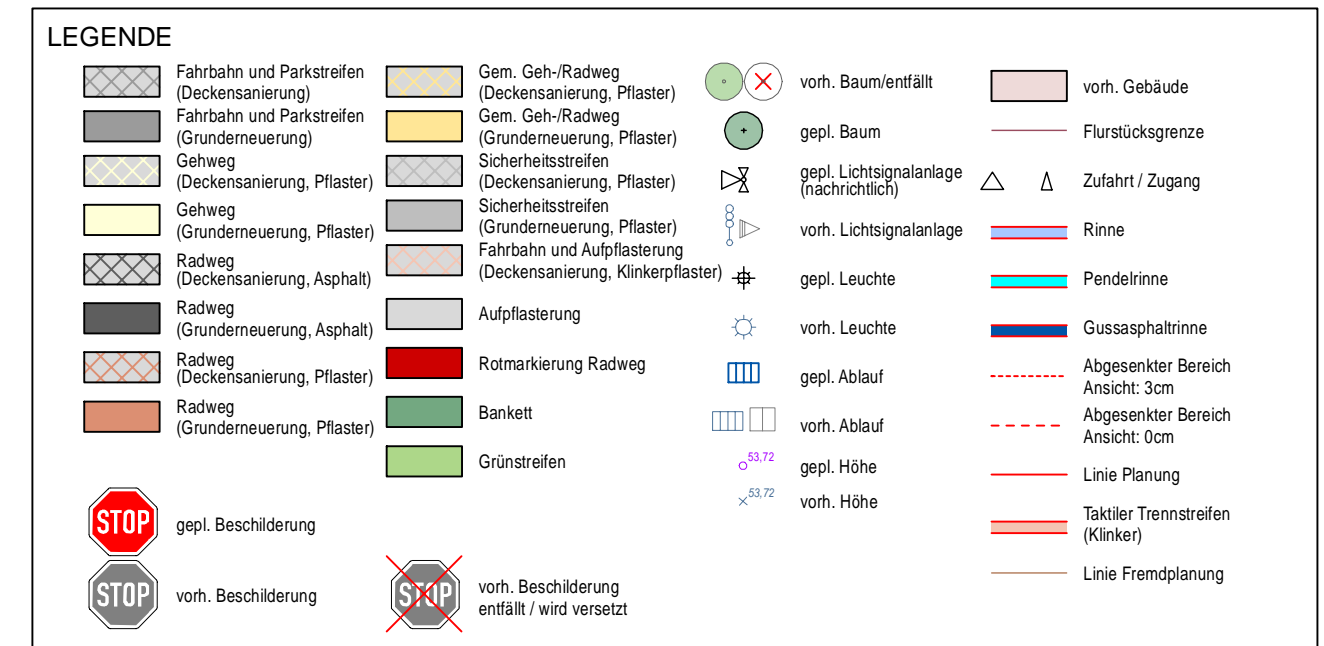 LEGENDE
Fahrbahn und Parkstreifen
(Deckensanierung)
Fahrbahn und Parkstreifen
(Grunderneuerung)
Gehweg
(Deckensanierung, Pflaster)
Gehweg
(Grunderneuerung, Pflaster)
Radweg
(Deckensanierung, Asphalt)
Radweg
(Grunderneuerung, Asphalt)
Radweg
(Deckensanierung, Pflaster)
Radweg
(Grunderneuerung, Pflaster)
STOP
gepl. Beschilderung
STOP
vorh. Beschilderung
Gem. Geh-/Radweg
(Deckensanierung, Pflaster)
Gem. Geh-/Radweg
(Grunderneuerung, Pflaster)
Sicherheitsstreifen
(Deckensanierung, Pflaster)
Sicherheitsstreifen
(Grunderneuerung, Pflaster)
Fahrbahn und Aufpflasterung
(Deckensanierung, Klinkerpflaster)
Aufpflasterung
Rotmarkierung Radweg
Bankett
Grünstreifen
STOP
vorh. Beschilderung
entfällt / wird versetzt
vorh. Baum/entfällt
gepl. Baum
gepl. Lichtsignalanlage
(nachrichtlich)
vorh. Lichtsignalanlage
gepl. Leuchte
vorh. Leuchte
gepl. Ablauf
vorh. Ablauf
53,72
gepl. Höhe
53,72
vorh. Höhe
vorh. Gebäude
Flurstücksgrenze
Zufahrt / Zugang
Rinne
Pendelrinne
Gussasphaltrinne
Abgesenkter Bereich
Ansicht: 3cm
Abgesenkter Bereich
Ansicht: 0cm
Linie Planung
Taktiler Trennstreifen
(Klinker)
Linie Fremdplanung